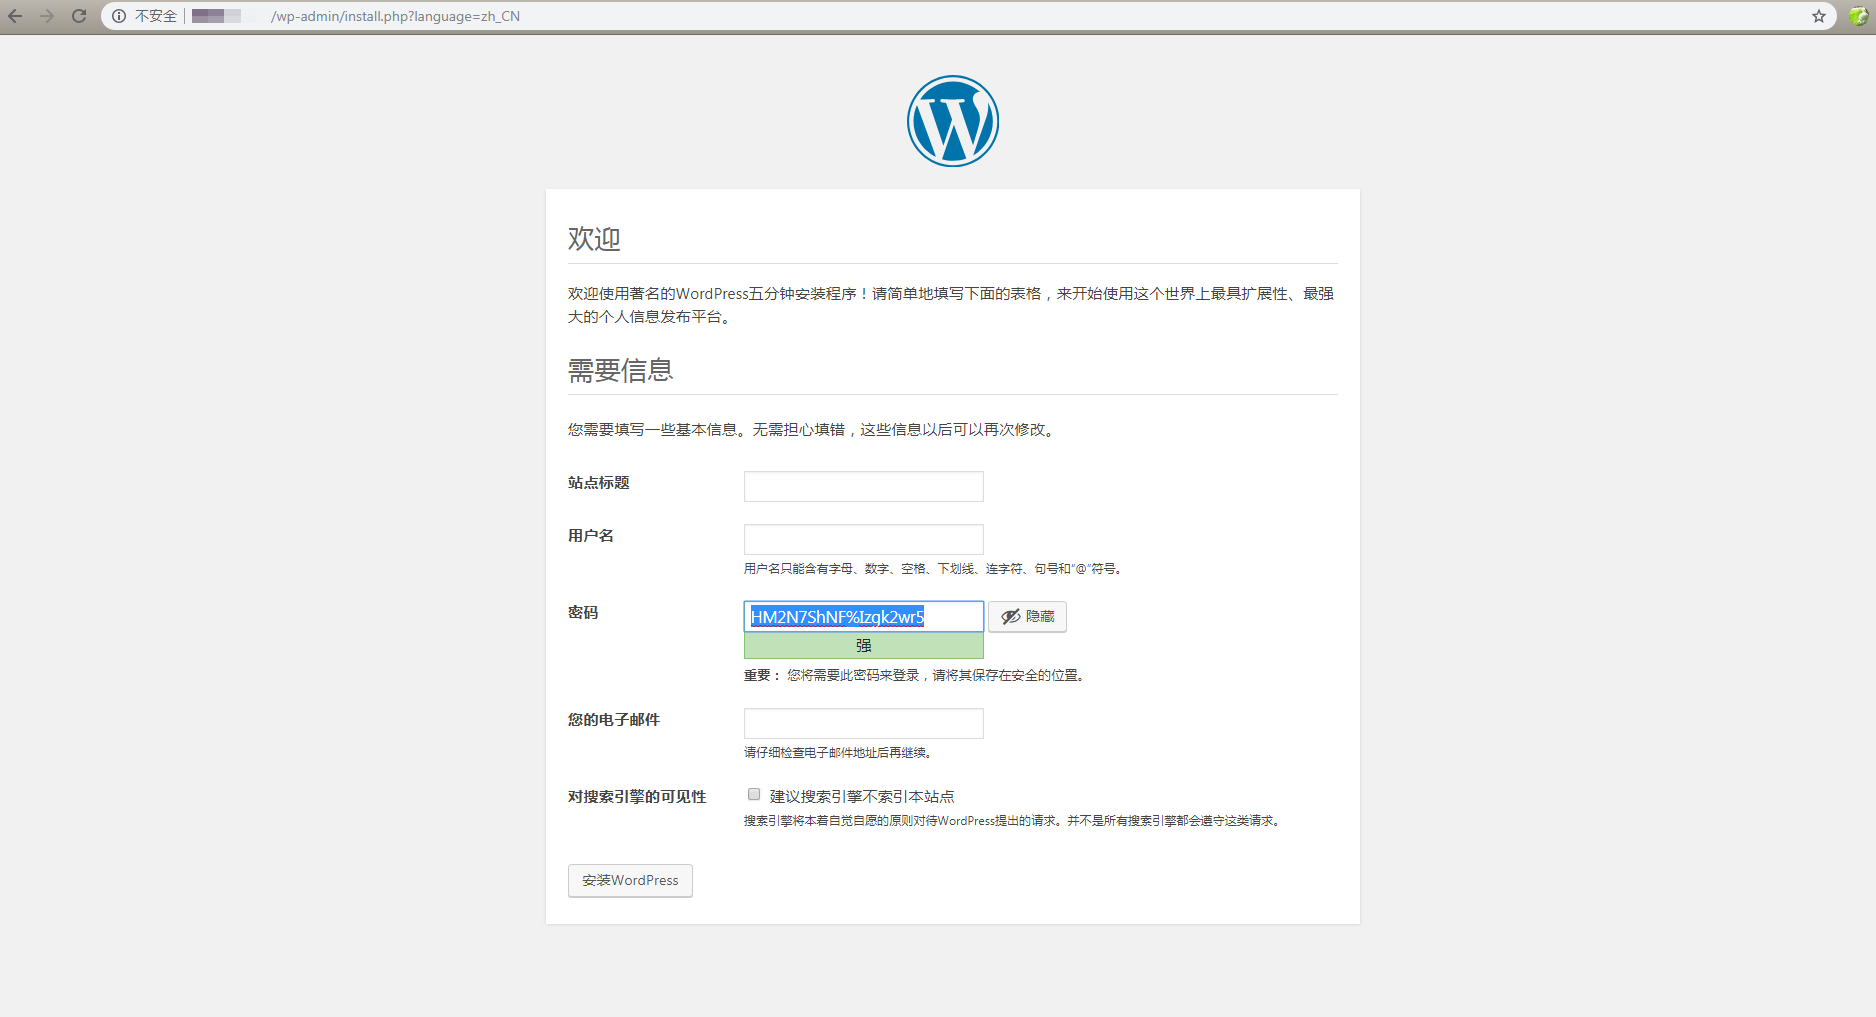 不安全 /wp-admin/install.php?language=zh_CN
欢迎
欢迎使用著名的WordPress五分钟安装程序！请简单地填写下面的表格，来开始使用这个世界上最具扩展性、最强
大的个人信息发布平台。
需要信息
您需要填写一些基本信息。无需担心填错，这些信息以后可以再次修改。
站点标题
用户名
用户名只能含有字母、数字、空格、下划线、连字符、句号和“@”符号。
密码 HM2N7ShNF%Izgk2wr5 隐藏
强
重要： 您将需要此密码来登录，请将其保存在安全的位置。
您的电子邮件
请仔细检查电子邮件地址后再继续。
对搜索引擎的可见性 建议搜索引擎不索引本站点
搜索引擎将本着自觉自愿的原则对待WordPress提出的请求。并不是所有搜索引擎都会遵守这类请求。
安装WordPress